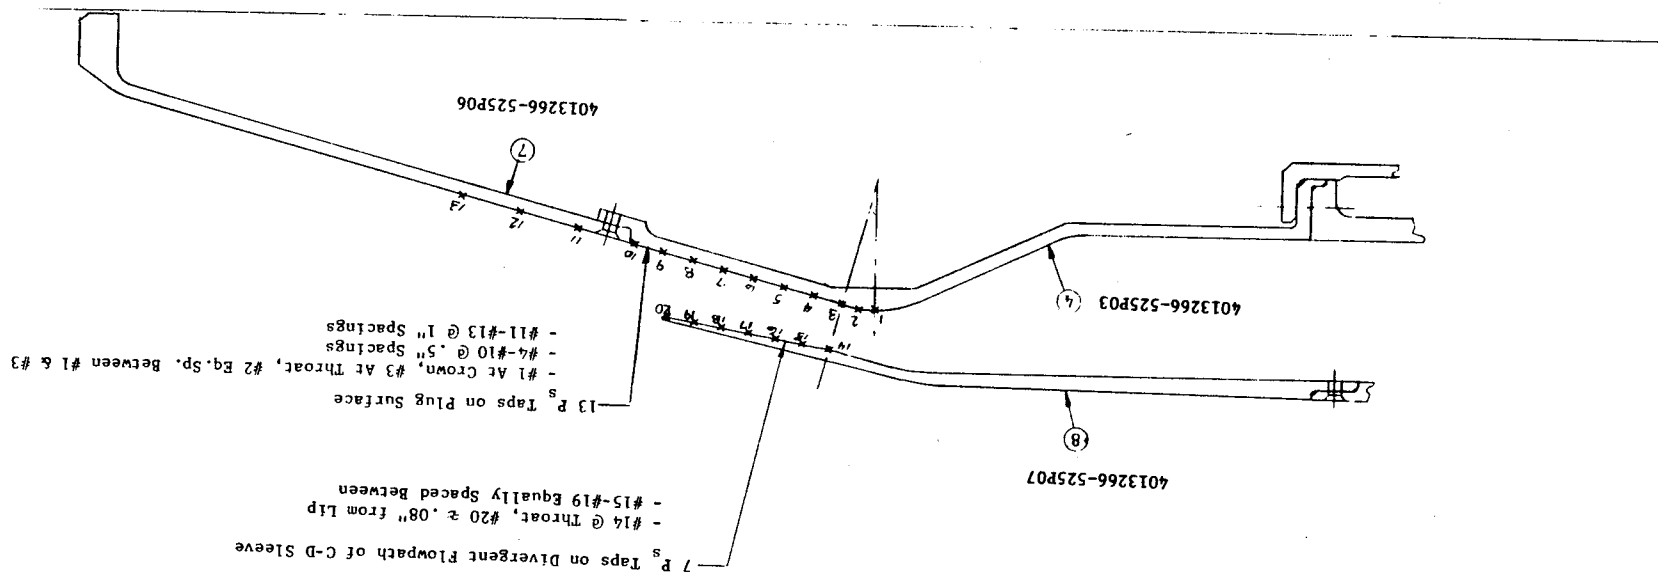 7 Ps Taps on Divergent Flowpath of C-D Sleeve
- #14 @ Throat, #20 ≈ .08" from Lip
- #15-#19 Equally Spaced Between
4013266-525P07
8
13 Ps Taps on Plug Surface
- #1 At Crown, #3 At Throat, #2 Eq.Sp. Between #1 & #3
- #4-#10 @ .5" Spacings
- #11-#13 @ 1" Spacings
14 15 16 17 18 19 20
4013266-525P03
4
1 2 3 4 5 6 7 8 9 10 11 12 13
7
4013266-525P06